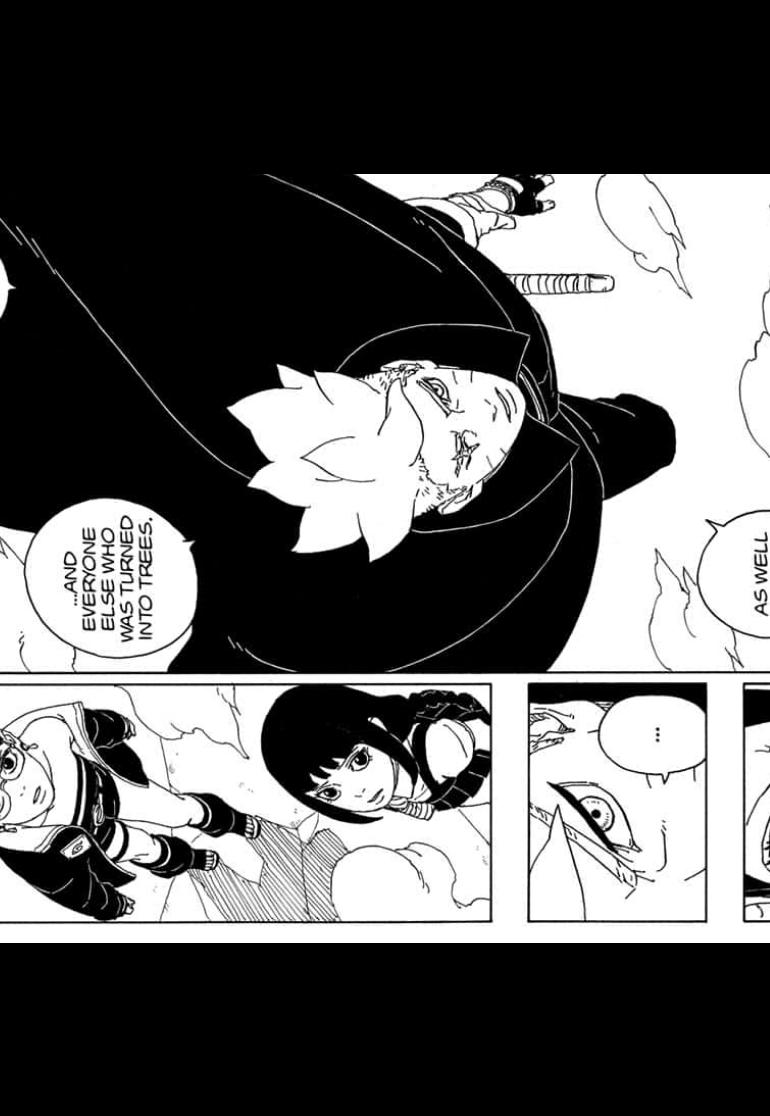 AS WELL
...AND
EVERYONE
ELSE WHO
WAS TURNED
INTO TREES.
...